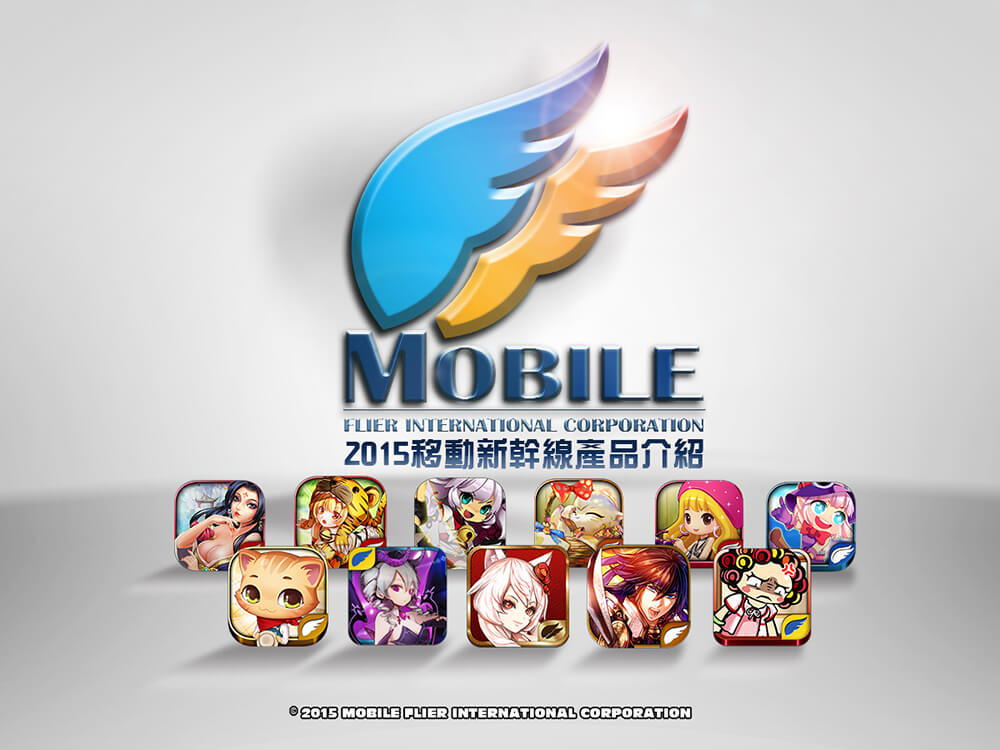 MOBILE
FLIER INTERNATIONAL CORPORATION
2015移動新幹線產品介紹
© 2015 MOBILE FLIER INTERNATIONAL CORPORATION